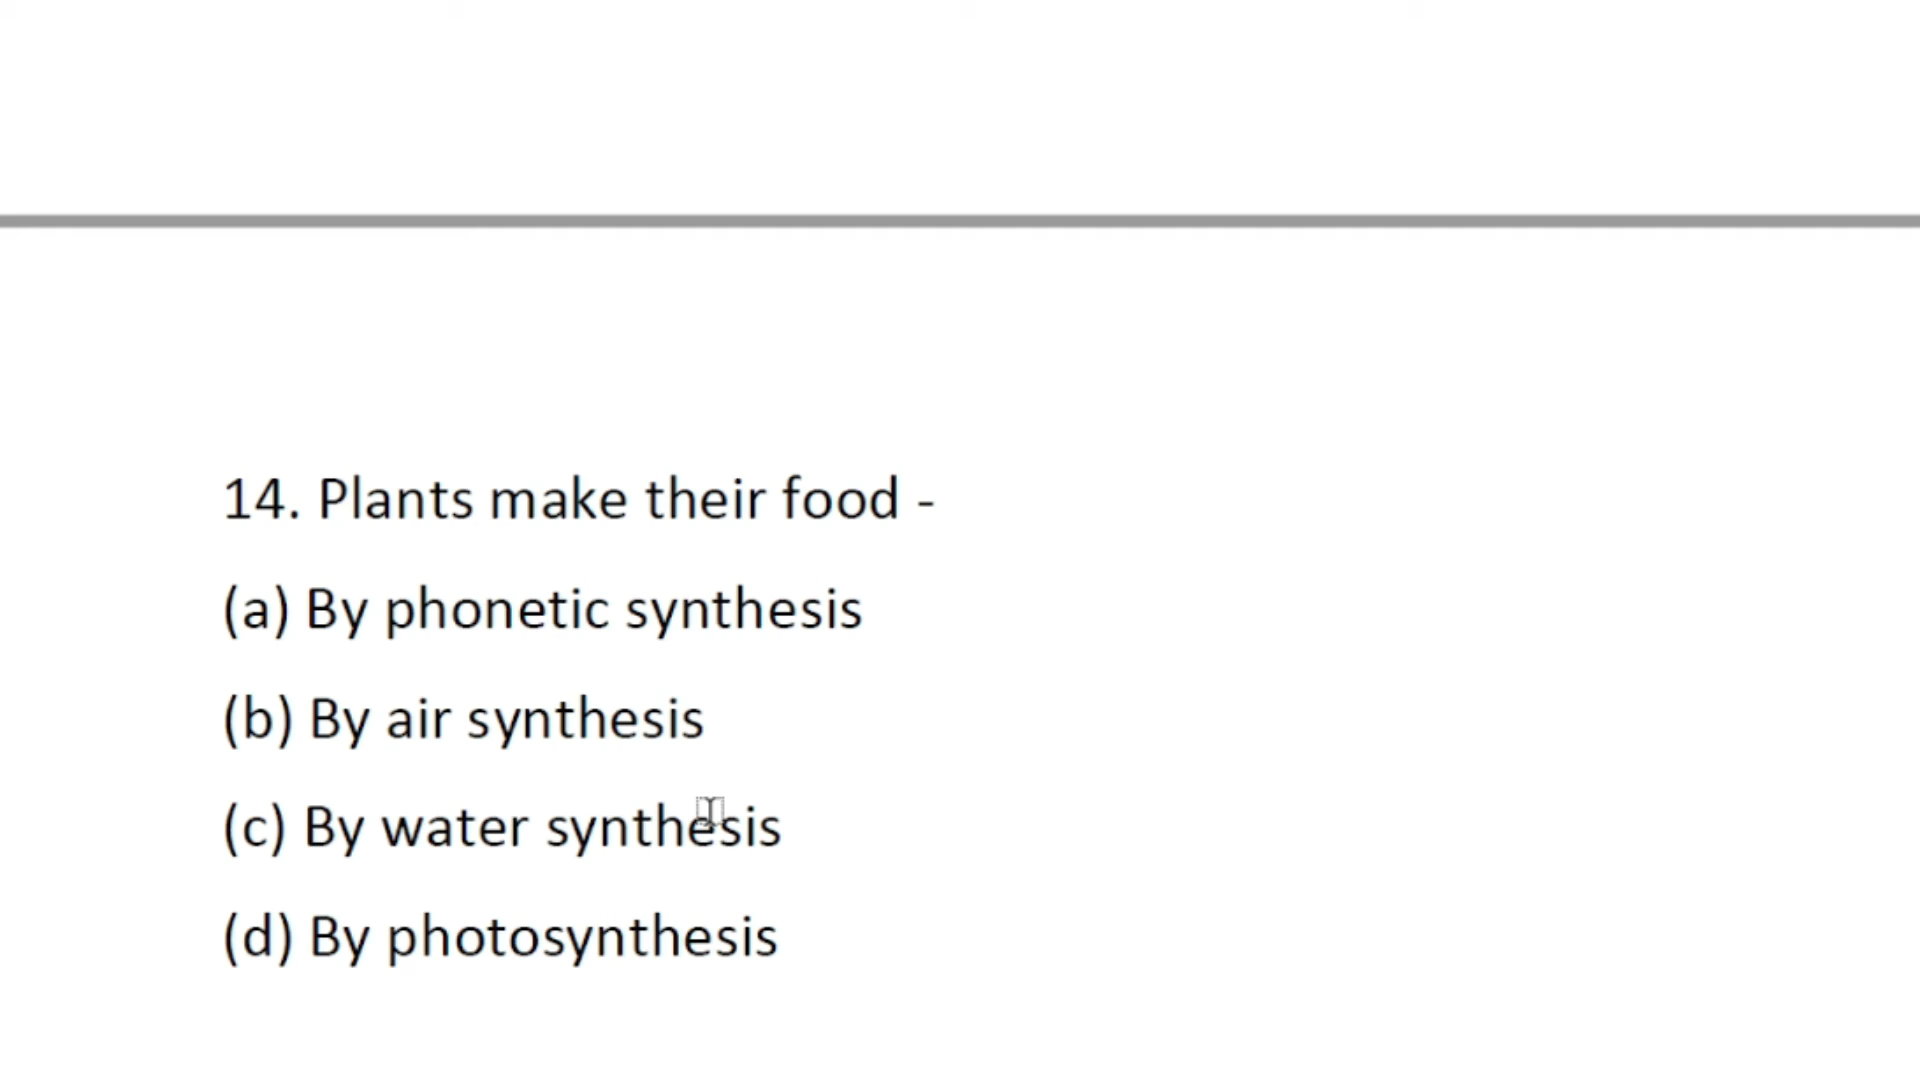 14. Plants make their food -
(a) By phonetic synthesis
(b) By air synthesis
(c) By water synthesis
(d) By photosynthesis